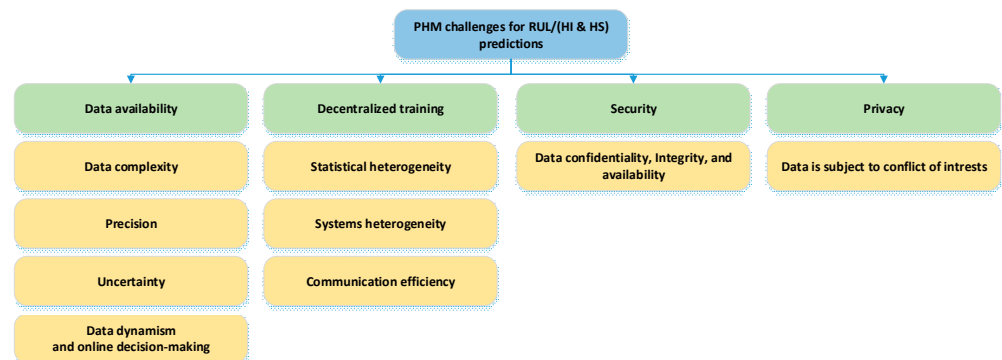 PHM challenges for RUL/(HI & HS)
predictions
Data availability
Decentralized training
Security
Privacy
Data complexity
Statistical heterogeneity
Data confidentiality, Integrity, and
availability
Data is subject to conflict of intrests
Precision
Systems heterogeneity
Uncertainty
Communication efficiency
Data dynamism
and online decision-making